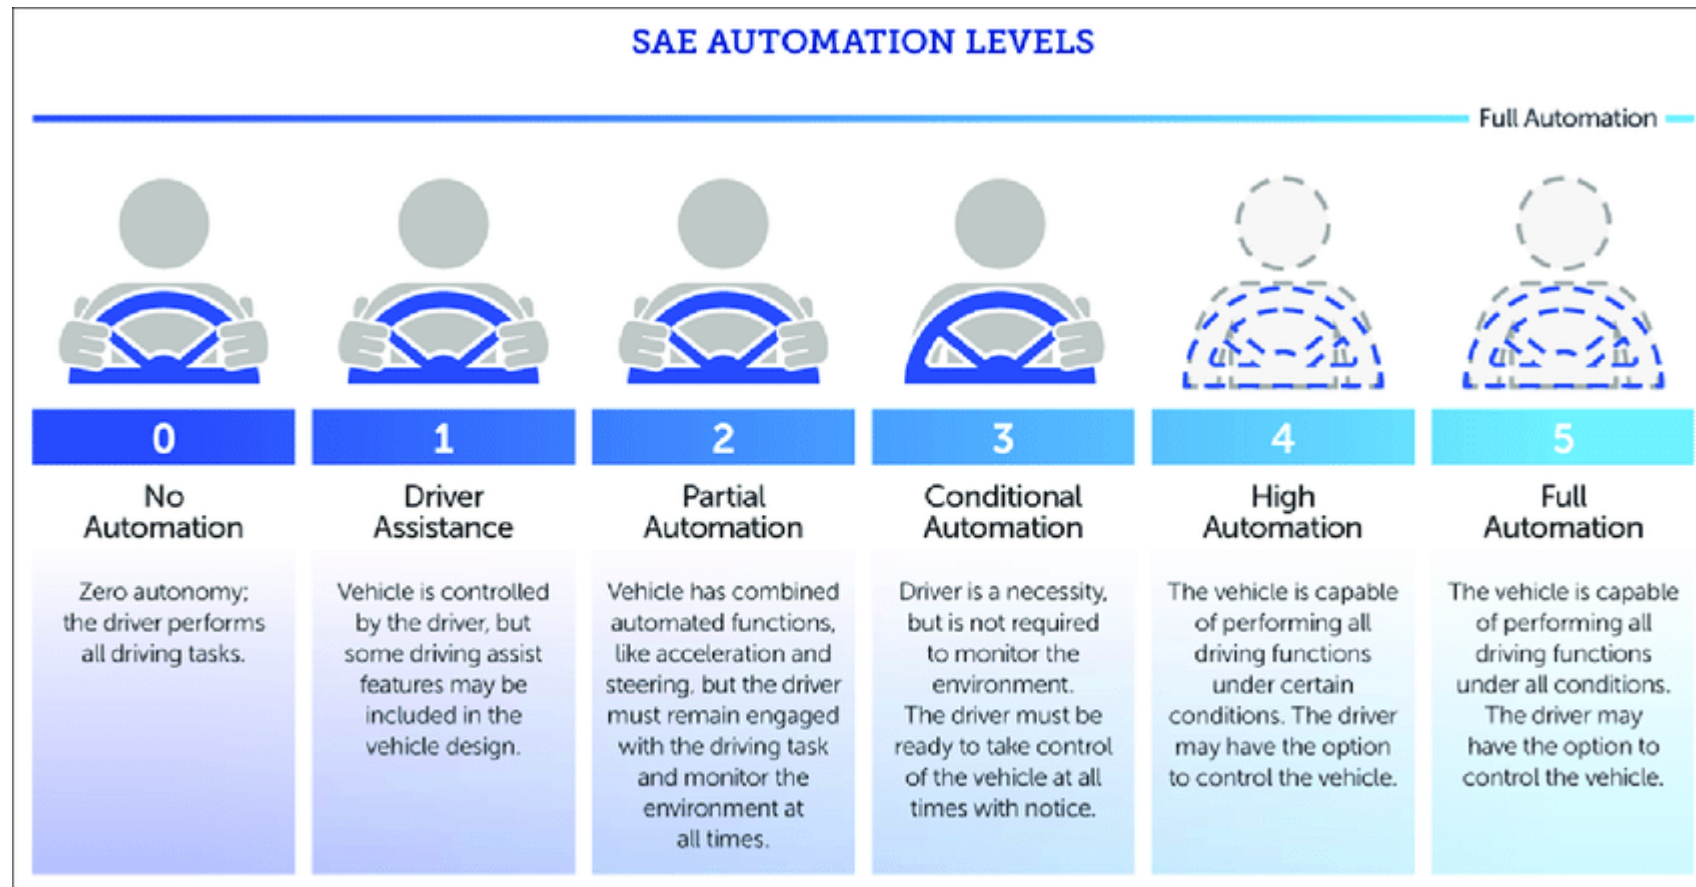 SAE AUTOMATION LEVELS
Full Automation
0
No
Automation
Zero autonomy;
the driver performs
all driving tasks.
1
Driver
Assistance
Vehicle is controlled
by the driver, but
some driving assist
features may be
included in the
vehicle design.
2
Partial
Automation
Vehicle has combined
automated functions,
like acceleration and
steering, but the driver
must remain engaged
with the driving task
and monitor the
environment at
all times.
3
Conditional
Automation
Driver is a necessity,
but is not required
to monitor the
environment.
The driver must be
ready to take control
of the vehicle at all
times with notice.
4
High
Automation
The vehicle is capable
of performing all
driving functions
under certain
conditions. The driver
may have the option
to control the vehicle.
5
Full
Automation
The vehicle is capable
of performing all
driving functions
under all conditions.
The driver may
have the option to
control the vehicle.